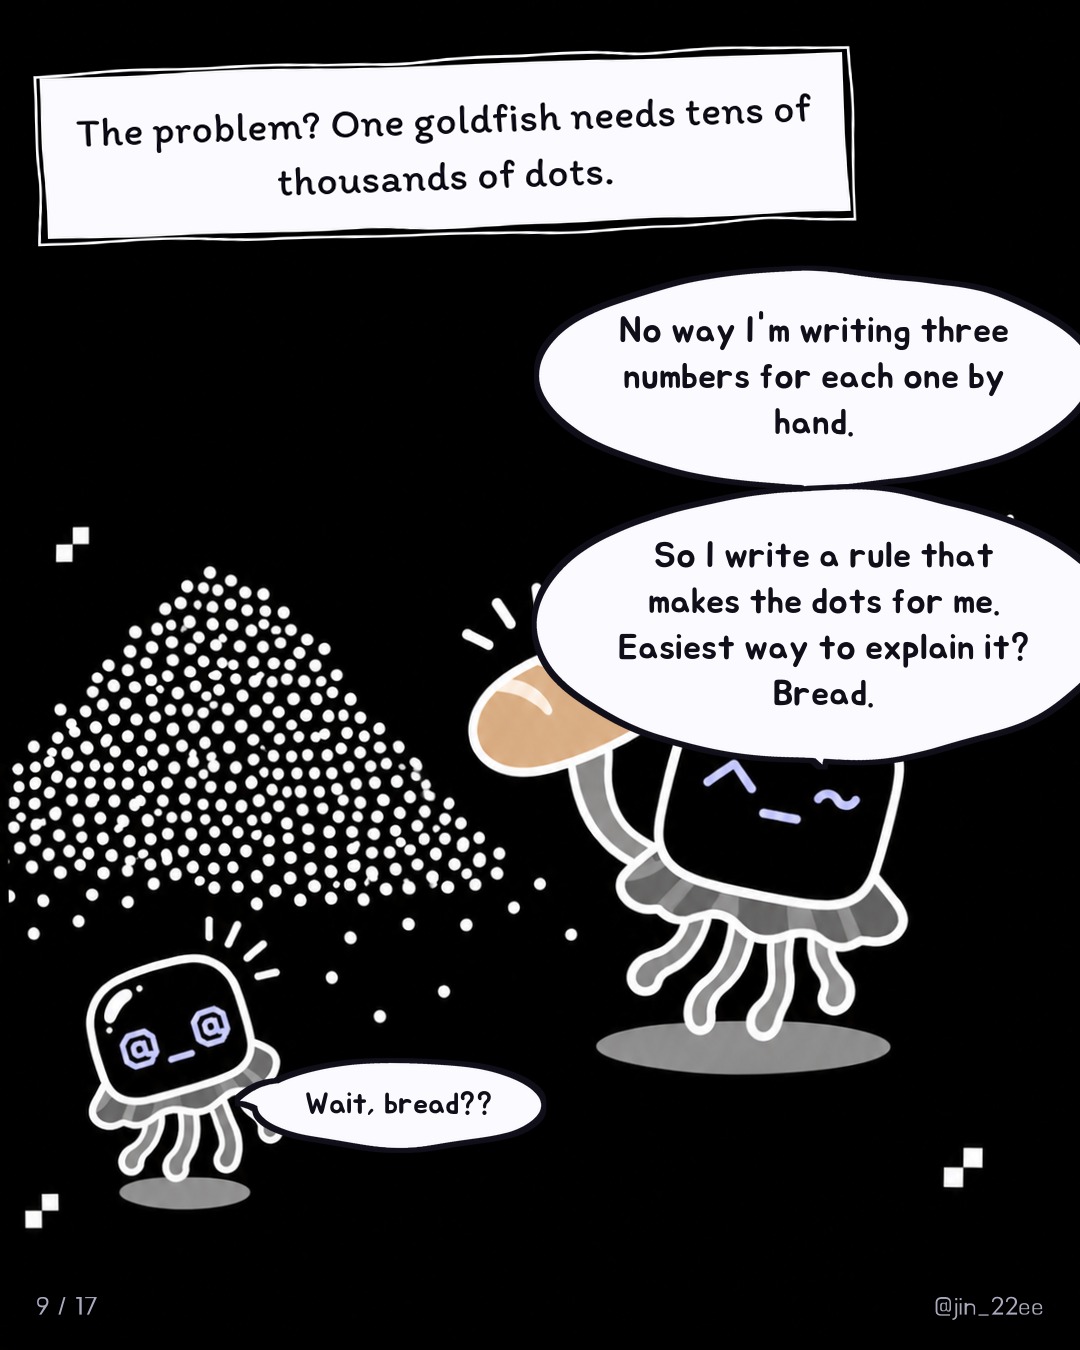 The problem? One goldfish needs tens of
thousands of dots.
No way I'm writing three
numbers for each one by
hand.
So I write a rule that
makes the dots for me.
Easiest way to explain it?
Bread.
@_@
Wait, bread??
9 / 17
@jin_22ee